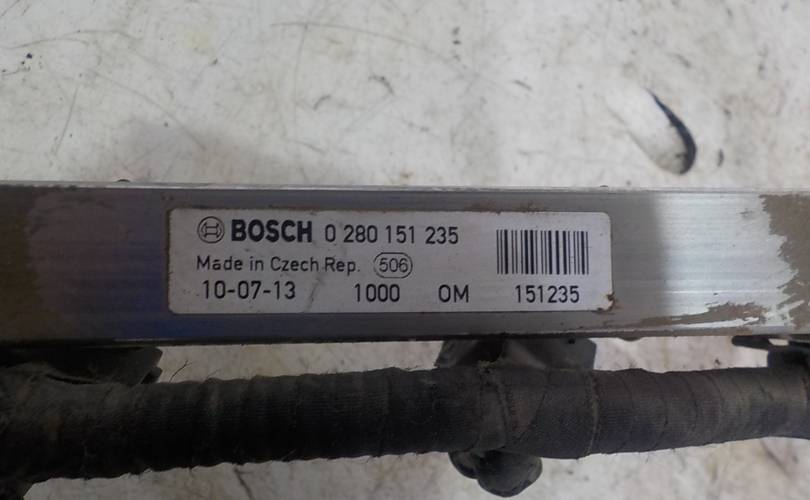 BOSCH 0 280 151 235
Made in Czech Rep. 506
10-07-13 1000 OM 151235